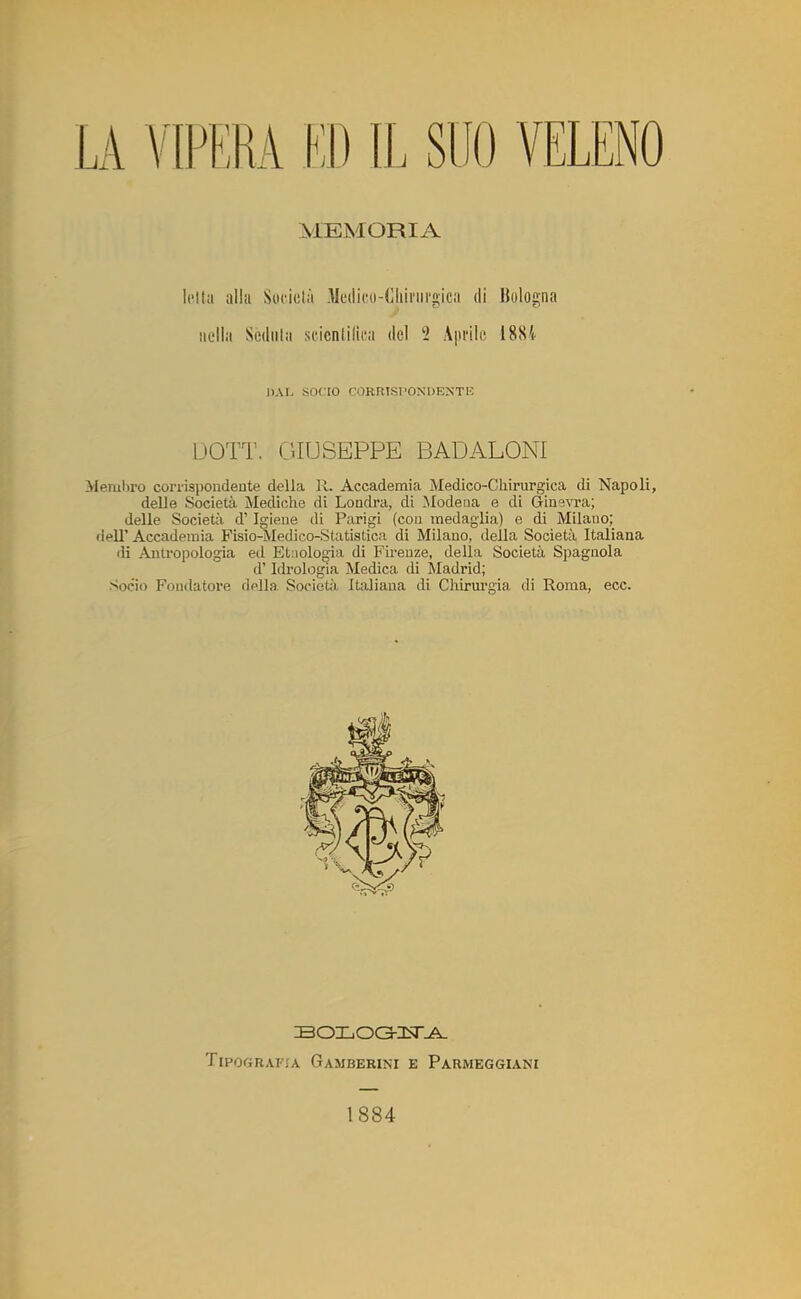 LA VIPERA ED IL SUO VELENO
MEMORIA
letta alla Società Medico-Chirurgica di Bologna
nella Seduta scientifica del 2 Aprile 1884
DAL SOCIO CORRISPONDENTE
DOTT. GIUSEPPE BADALONI
Membro corrispondente della R. Accademia Medico-Chirurgica di Napoli,
delle Società Mediche di Londra, di Modena e di Ginevra;
delle Società d' Igiene di Parigi (con medaglia) e di Milano;
dell' Accademia Fisio-Medico-Statistica di Milano, della Società Italiana
di Antropologia ed Etnologia di Firenze, della Società Spagnola
d' Idrologia Medica di Madrid;
Socio Fondatore della Società Italiana di Chirurgia di Roma, ecc.
BOLOGNA
TIPOGRAFIA GAMBERINI E PARMEGGIANI
1884